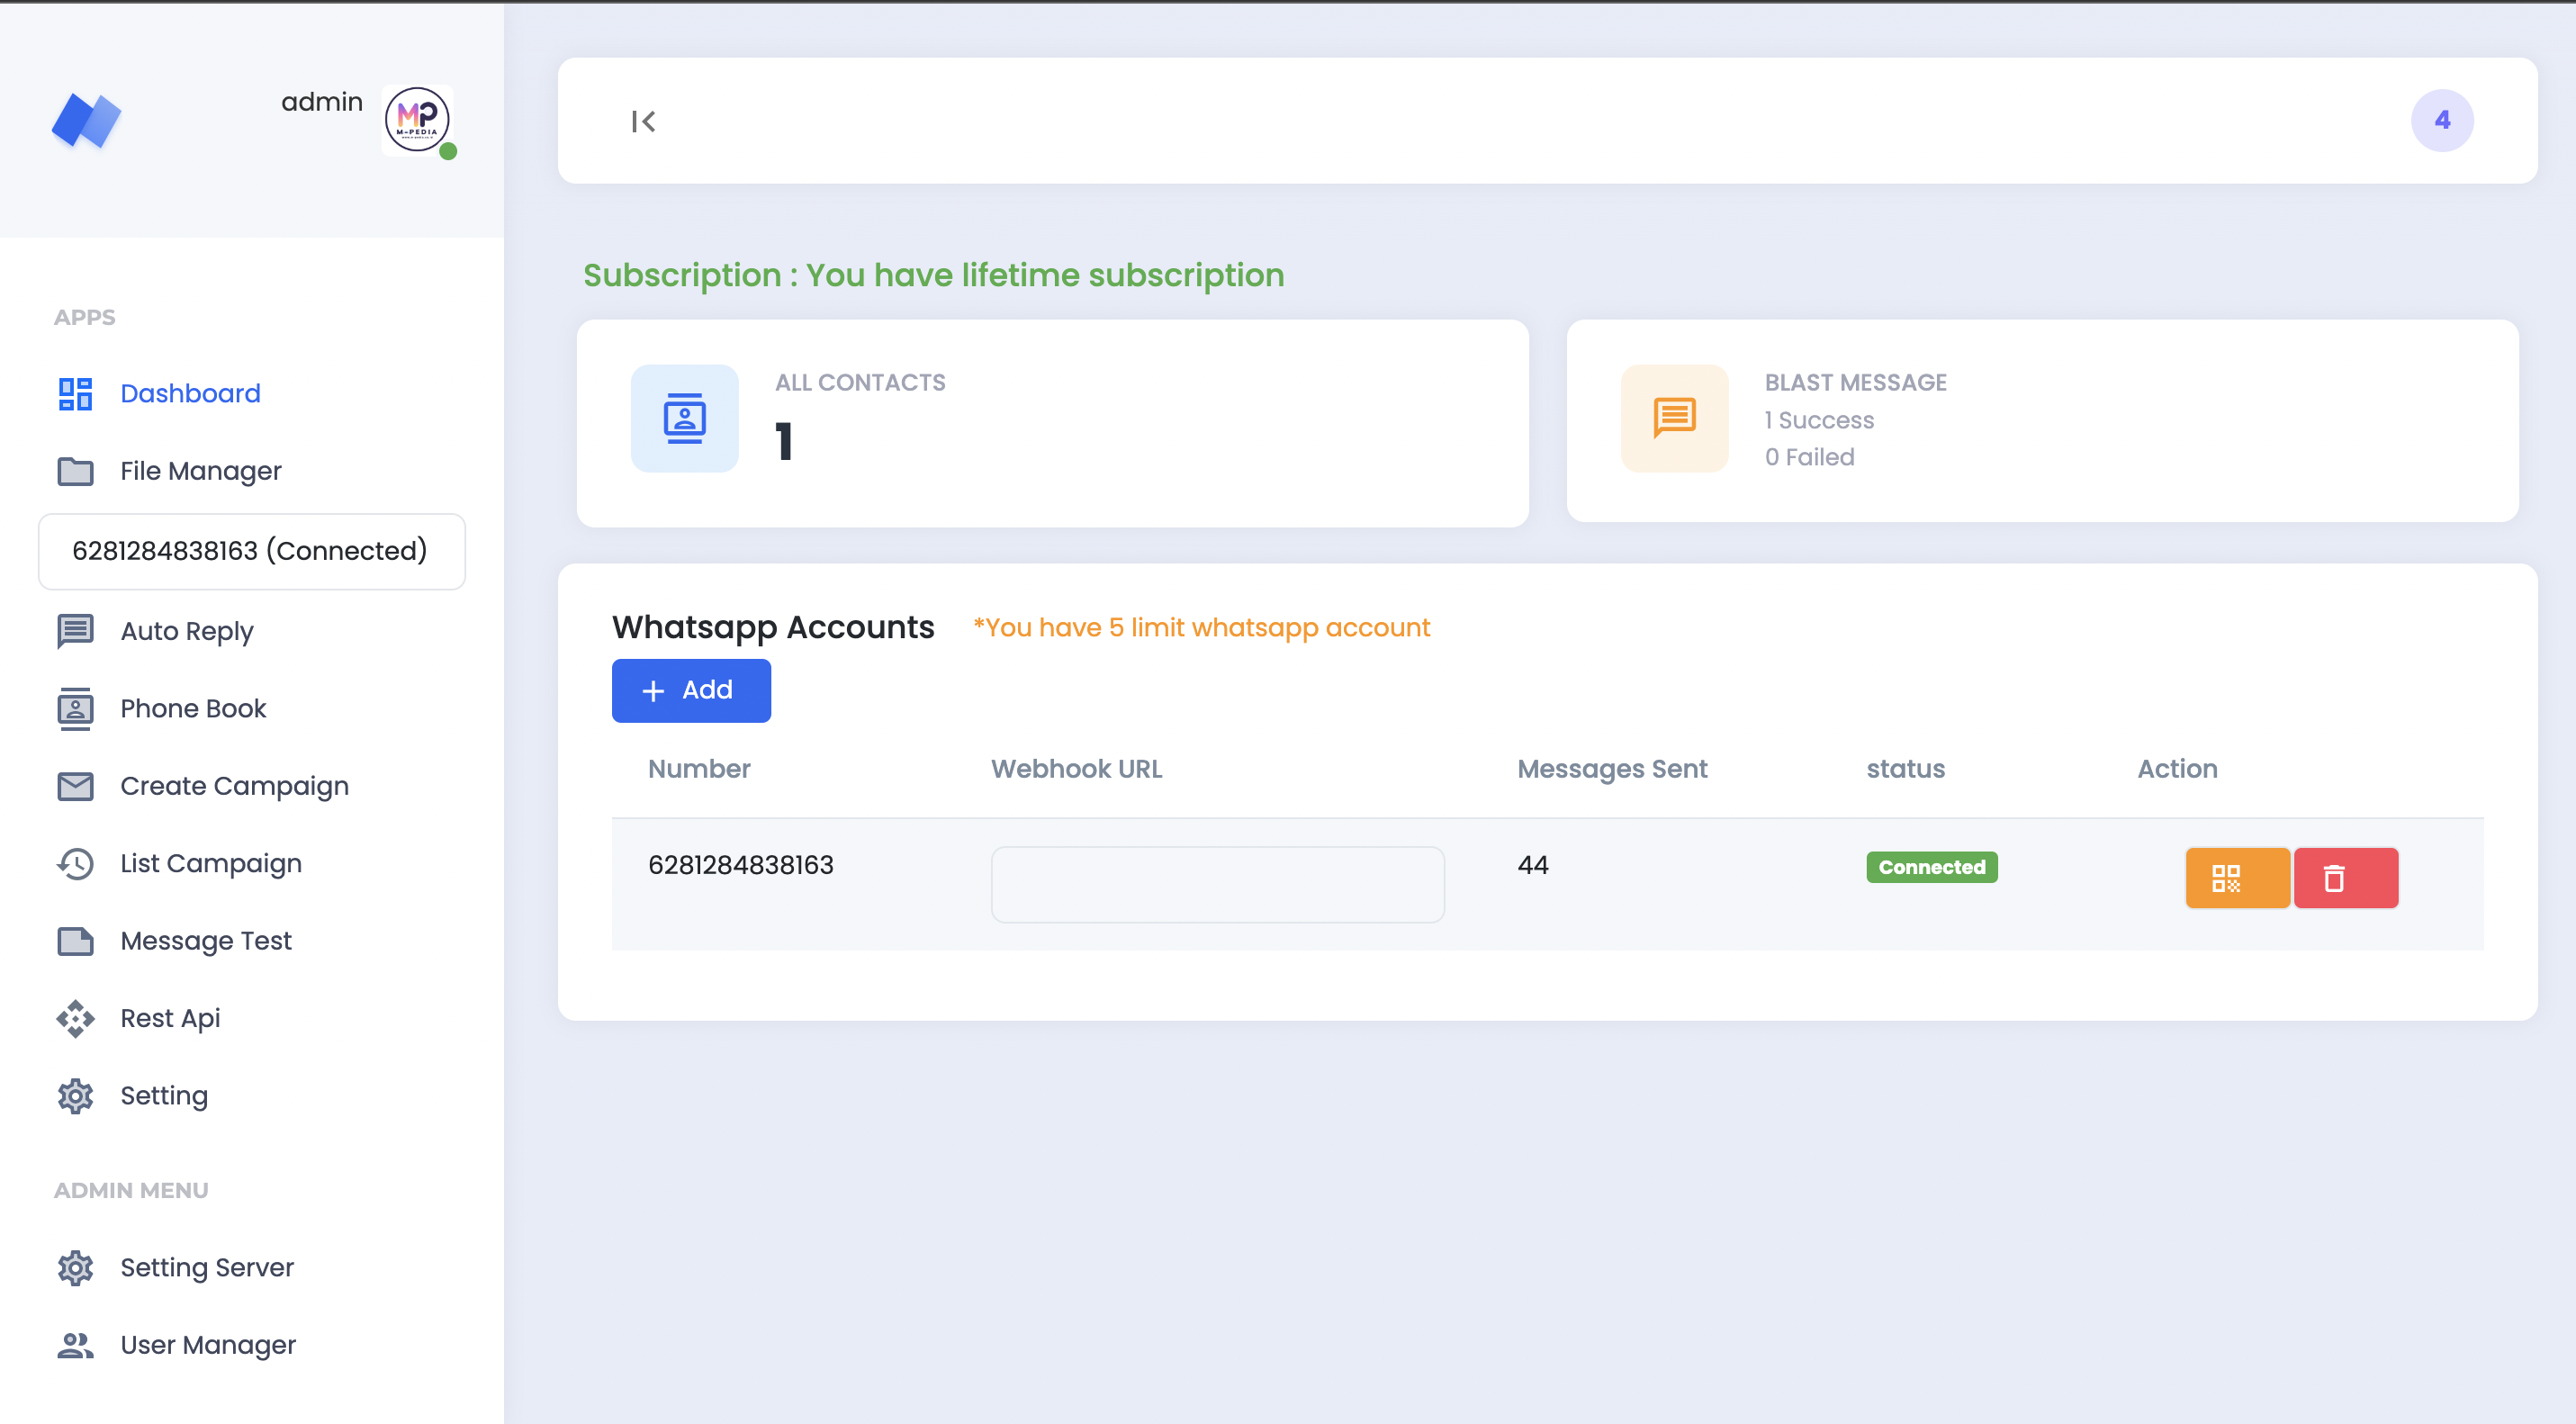 admin
MP
M-PEDIA
4
APPS
Dashboard
File Manager
6281284838163 (Connected)
Auto Reply
Phone Book
Create Campaign
List Campaign
Message Test
Rest Api
Setting
ADMIN MENU
Setting Server
User Manager
Subscription : You have lifetime subscription
ALL CONTACTS
1
BLAST MESSAGE
1 Success
0 Failed
Whatsapp Accounts *You have 5 limit whatsapp account
+ Add
Number Webhook URL Messages Sent status Action
6281284838163 44 Connected